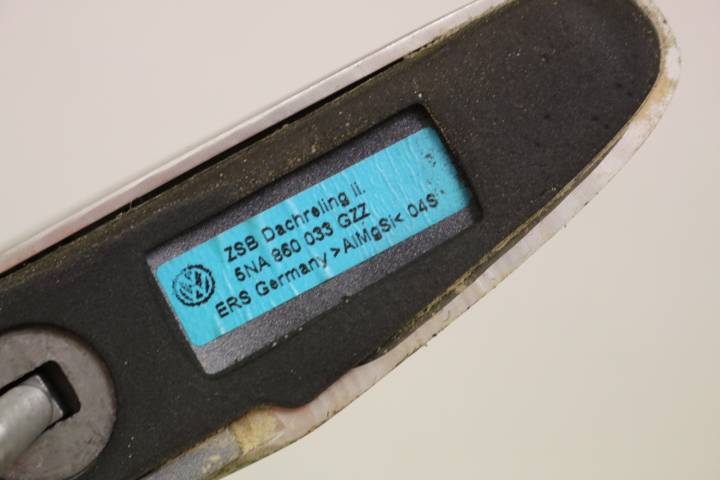 ZSB Dachreling li.
5NA 860 033 GZZ
ERS Germany >AlMgSi< 04S